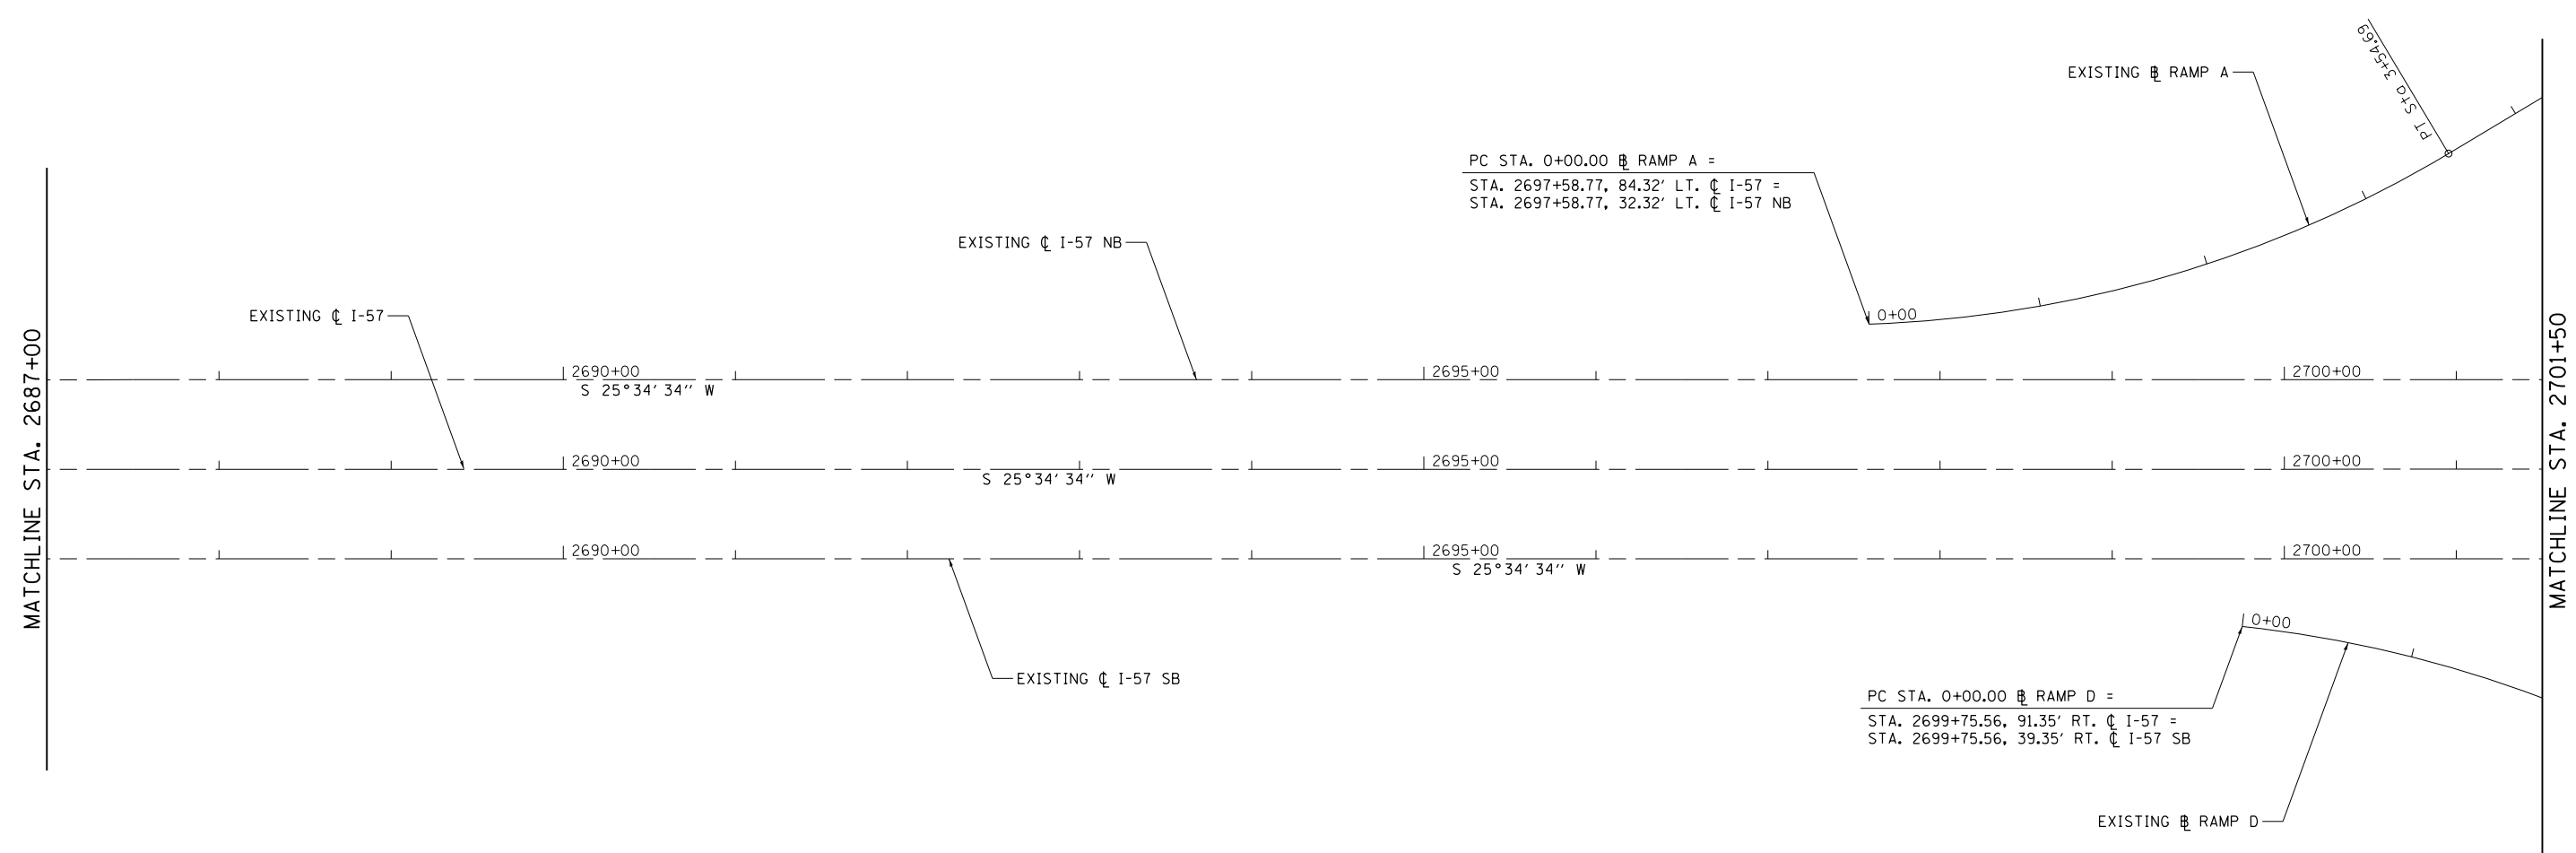 PT Sta 3+54.69
EXISTING ℄ RAMP A
PC STA. 0+00.00 ℄ RAMP A =
STA. 2697+58.77, 84.32' LT. ℄ I-57 =
STA. 2697+58.77, 32.32' LT. ℄ I-57 NB
EXISTING ℄ I-57 NB
EXISTING ℄ I-57
0+00
MATCHLINE STA. 2687+00
MATCHLINE STA. 2701+50
2690+00
2695+00
2700+00
S 25°34'34'' W
2690+00
2695+00
2700+00
S 25°34'34'' W
2690+00
2695+00
2700+00
S 25°34'34'' W
0+00
EXISTING ℄ I-57 SB
PC STA. 0+00.00 ℄ RAMP D =
STA. 2699+75.56, 91.35' RT. ℄ I-57 =
STA. 2699+75.56, 39.35' RT. ℄ I-57 SB
EXISTING ℄ RAMP D